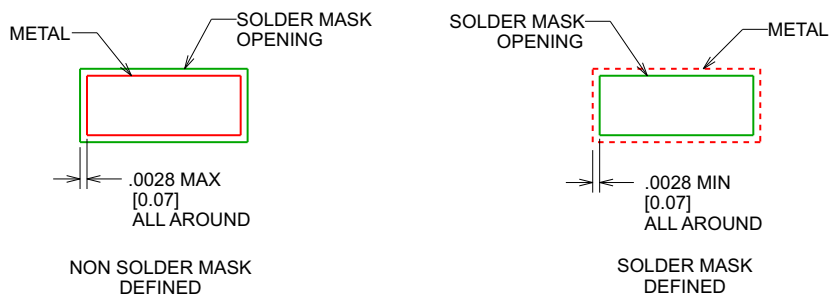 METAL
SOLDER MASK
OPENING
.0028 MAX
[0.07]
ALL AROUND
NON SOLDER MASK
DEFINED
SOLDER MASK
OPENING
METAL
.0028 MIN
[0.07]
ALL AROUND
SOLDER MASK
DEFINED